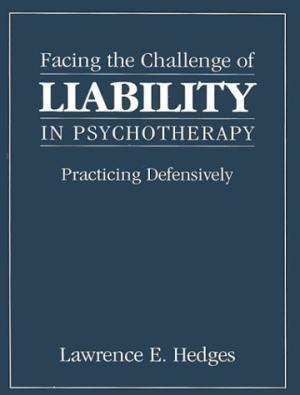 Facing the Challenge of
LIABILITY
IN PSYCHOTHERAPY
Practicing Defensively
Lawrence E. Hedges